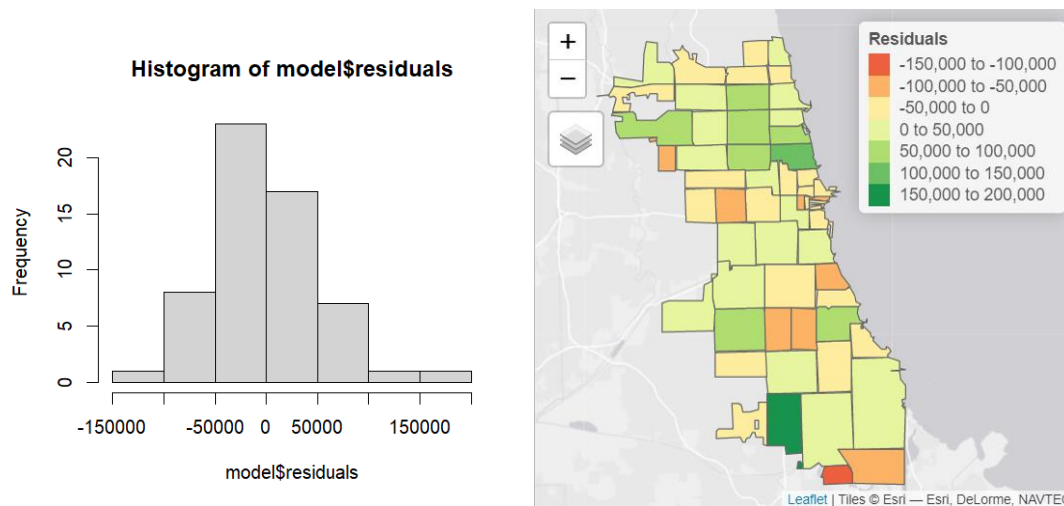 Histogram of model$residuals
Frequency
20
15
10
5
0
-150000 -50000 0 50000 150000
model$residuals
+
−
Residuals
-150,000 to -100,000
-100,000 to -50,000
-50,000 to 0
0 to 50,000
50,000 to 100,000
100,000 to 150,000
150,000 to 200,000
Leaflet | Tiles © Esri — Esri, DeLorme, NAVTEQ